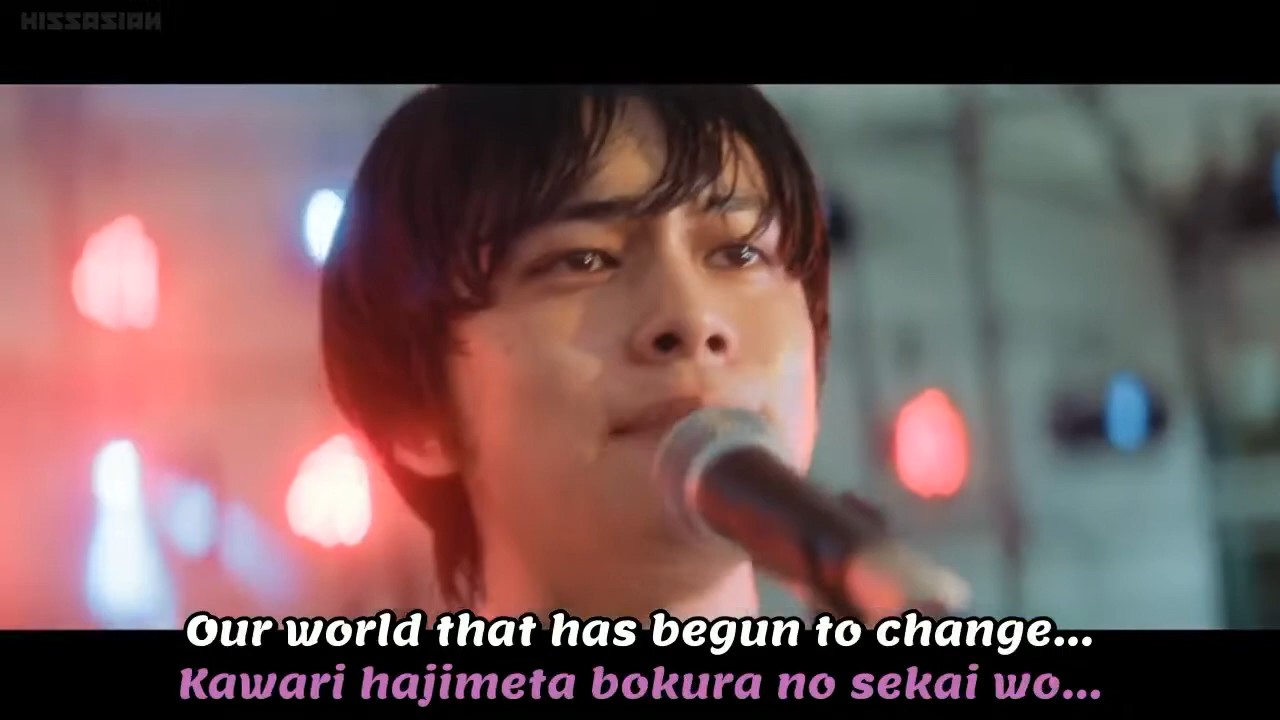 HISSASIAN
Our world that has begun to change...
Kawari hajimeta bokura no sekai wo...